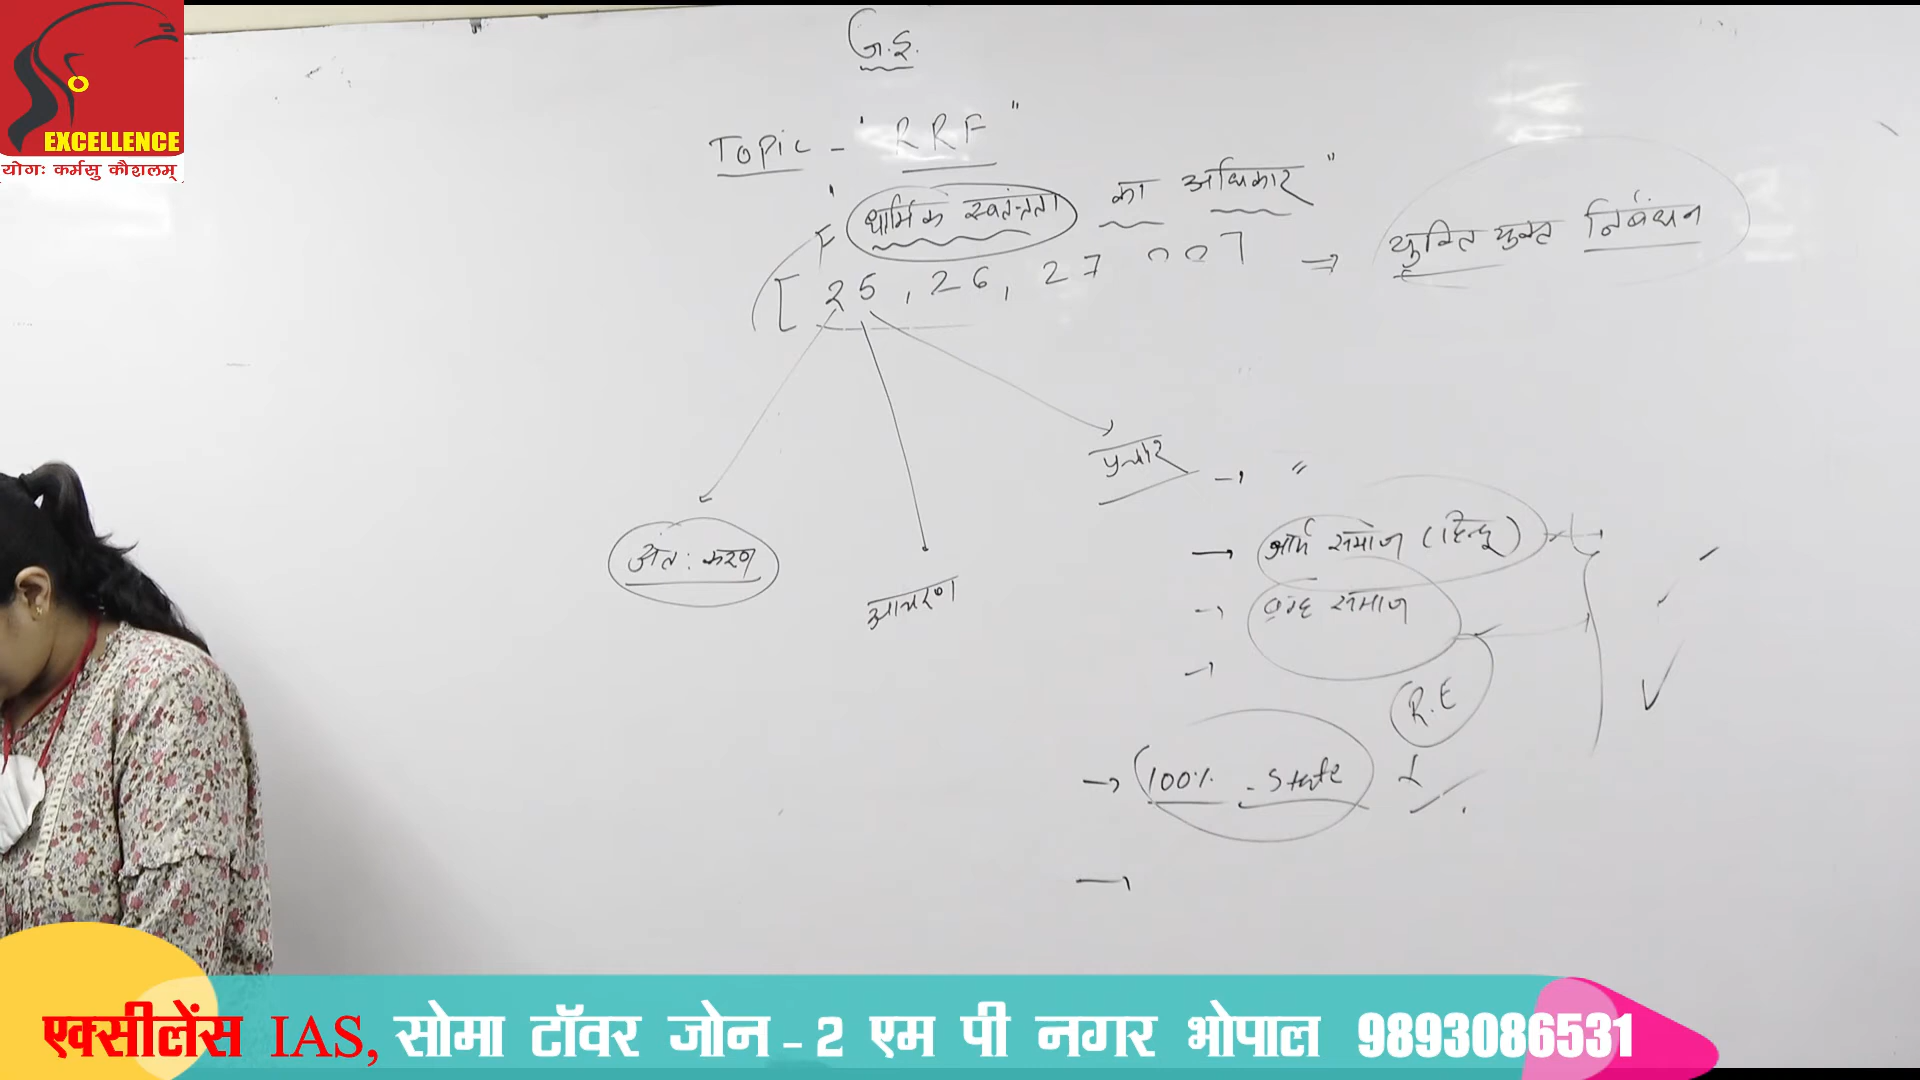 EXCELLENCE
योगः कर्मसु कौशलम्
G.S.
Topic - "RRF"
"धार्मिक स्वतंत्रता का अधिकार"
[25, 26, 27
⇒ युक्ति युक्त निर्बंधन
प्रचार → "
अंतः करण
आचरण
→ आर्य समाज (हिन्दू)
→ समाज
→
R.E
→ 100% - State
→
एक्सीलेंस IAS, सोमा टॉवर जोन - 2 एम पी नगर भोपाल 9893086531